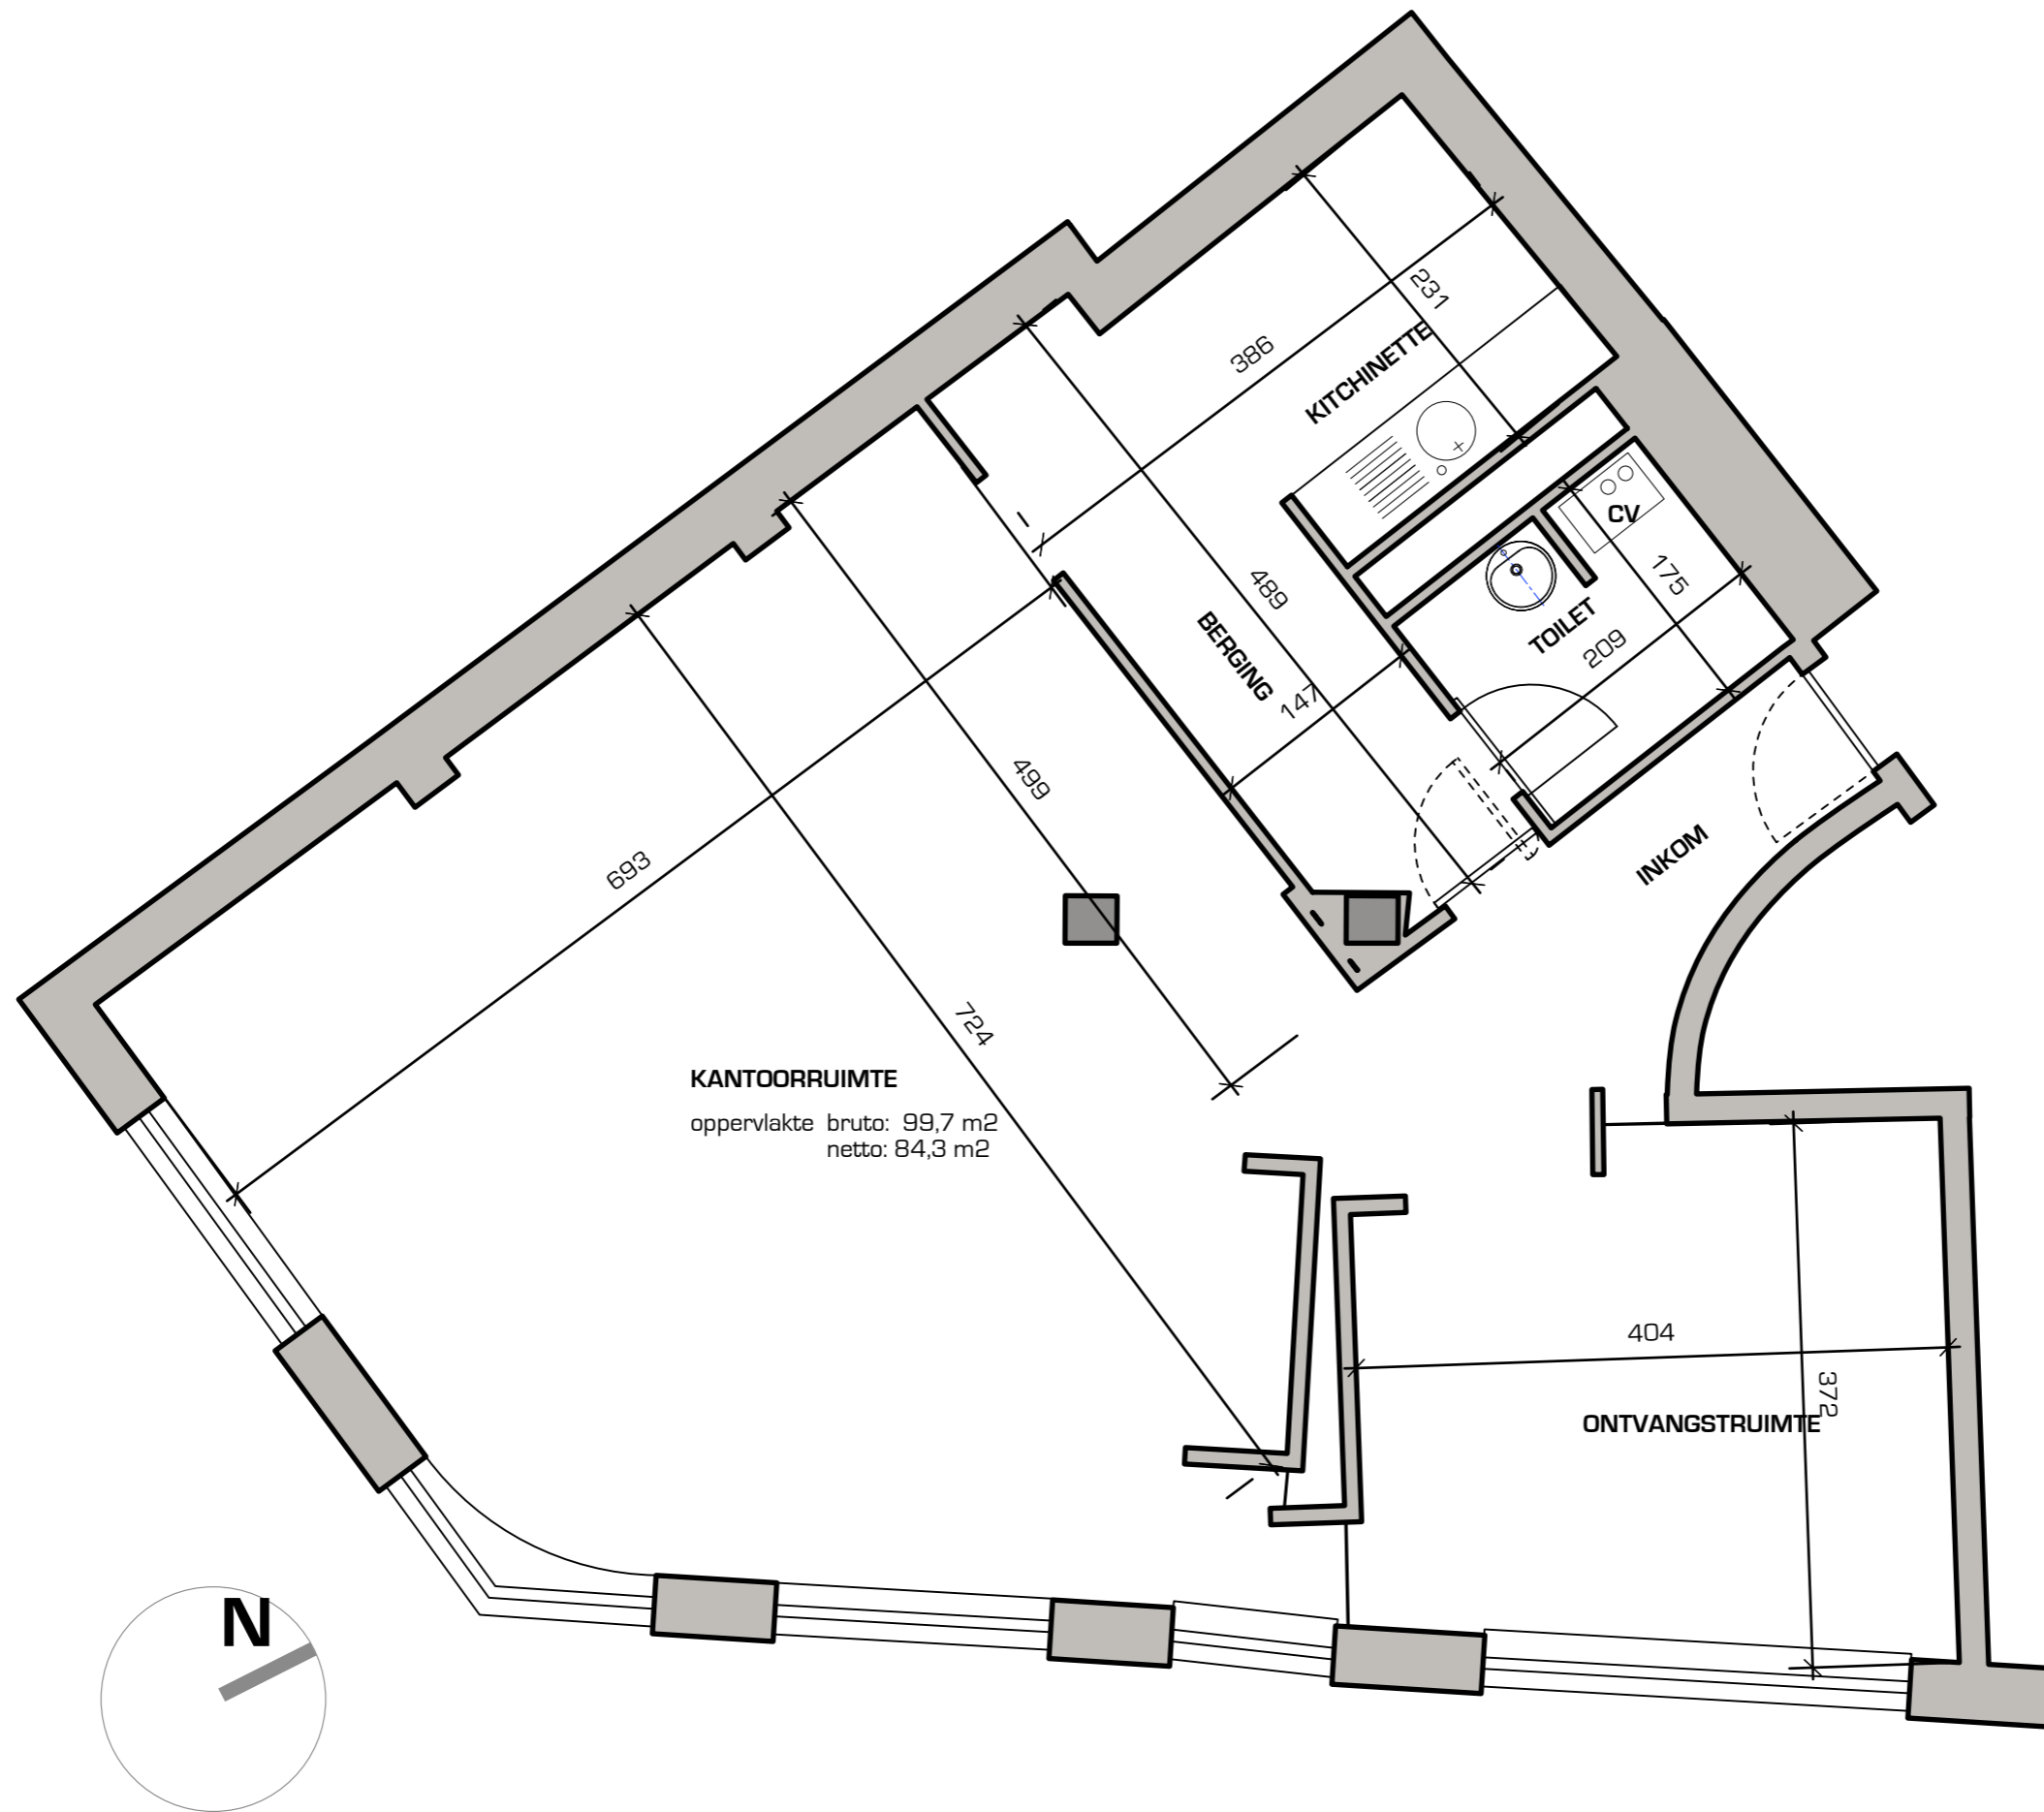 231
386
KITCHINETTE
CV
489
175
BERGING
TOILET
209
147
499
INKOM
693
724
KANTOORRUIMTE
oppervlakte bruto: 99,7 m2
netto: 84,3 m2
404
372
ONTVANGSTRUIMTE
N